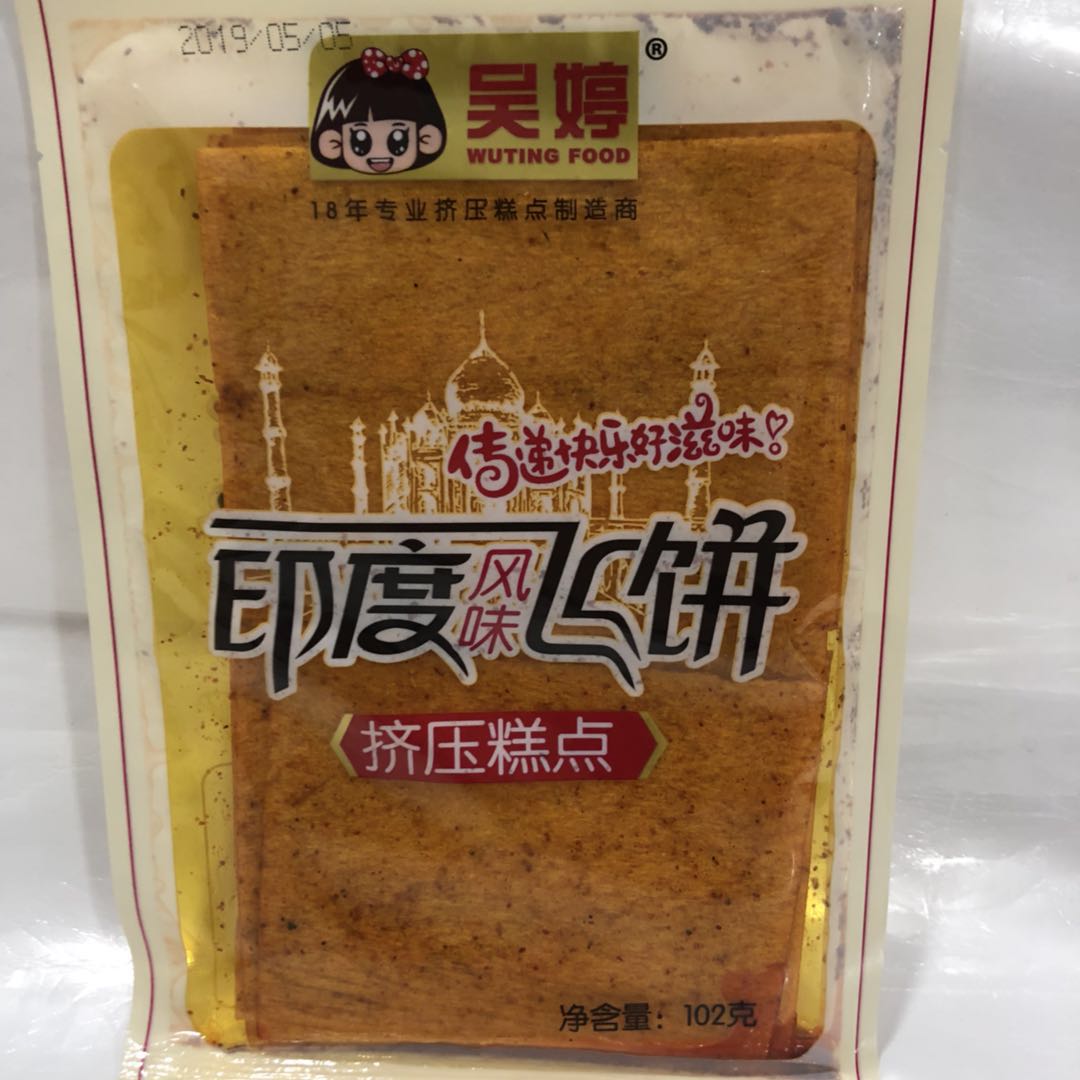 2019/05/05
吴婷®
WUTING FOOD
18年专业挤压糕点制造商
传递快乐好滋味!
印度风味飞饼
挤压糕点
净含量：102克